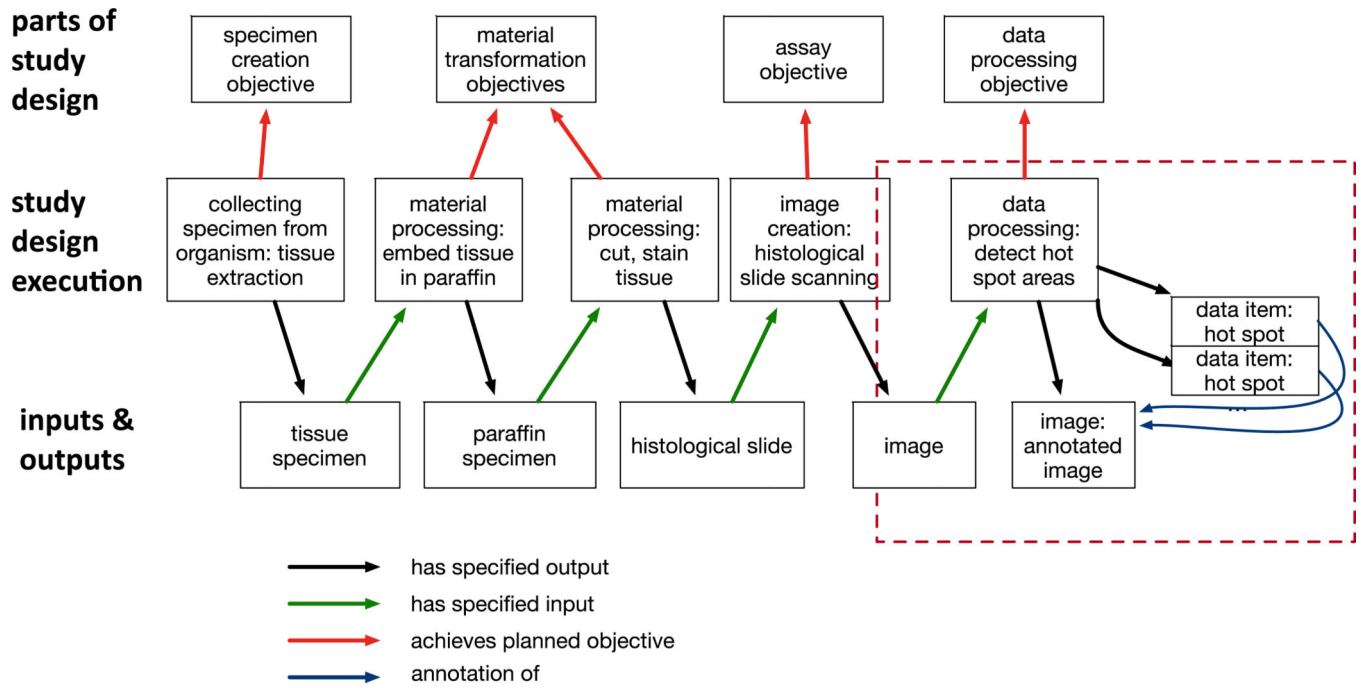 parts of
study
design
specimen
creation
objective
material
transformation
objectives
assay
objective
data
processing
objective
study
design
execution
collecting
specimen from
organism: tissue
extraction
material
processing:
embed tissue
in paraffin
material
processing:
cut, stain
tissue
image
creation:
histological
slide scanning
data
processing:
detect hot
spot areas
data item:
hot spot
data item:
hot spot
...
inputs &
outputs
tissue
specimen
paraffin
specimen
histological slide
image
image:
annotated
image
has specified output
has specified input
achieves planned objective
annotation of